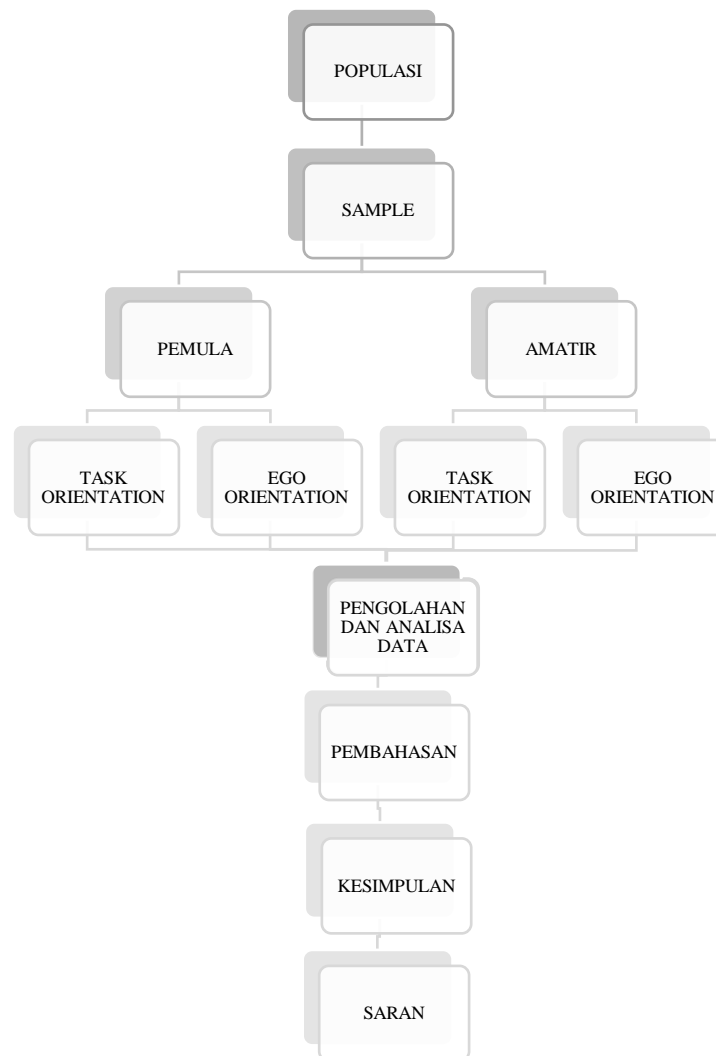 POPULASI
SAMPLE
PEMULA
AMATIR
TASK
ORIENTATION
EGO
ORIENTATION
TASK
ORIENTATION
EGO
ORIENTATION
PENGOLAHAN
DAN ANALISA
DATA
PEMBAHASAN
KESIMPULAN
SARAN